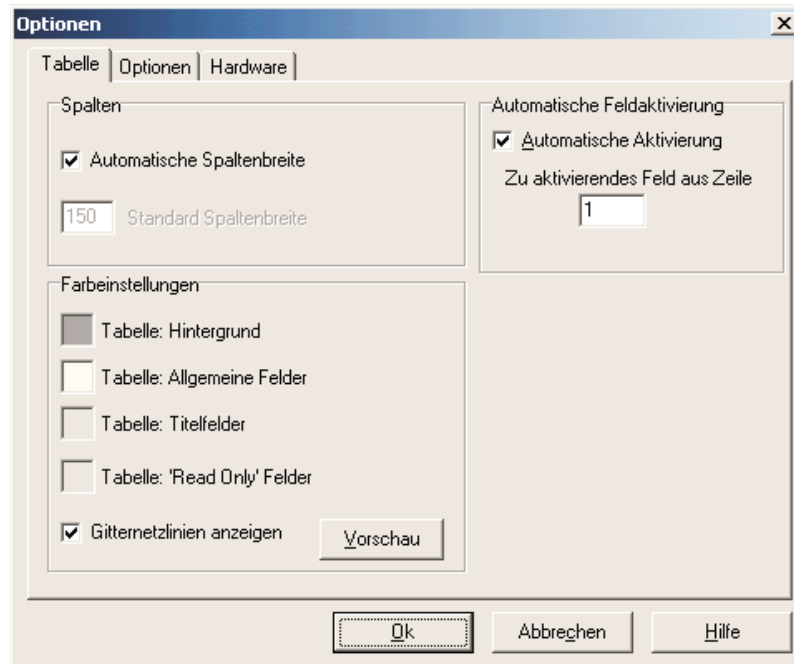 Optionen
Tabelle Optionen Hardware
Spalten
Automatische Spaltenbreite
150 Standard Spaltenbreite
Automatische Feldaktivierung
Automatische Aktivierung
Zu aktivierendes Feld aus Zeile
1
Farbeinstellungen
Tabelle: Hintergrund
Tabelle: Allgemeine Felder
Tabelle: Titelfelder
Tabelle: 'Read Only' Felder
Gitternetzlinien anzeigen
Vorschau
Ok Abbrechen Hilfe